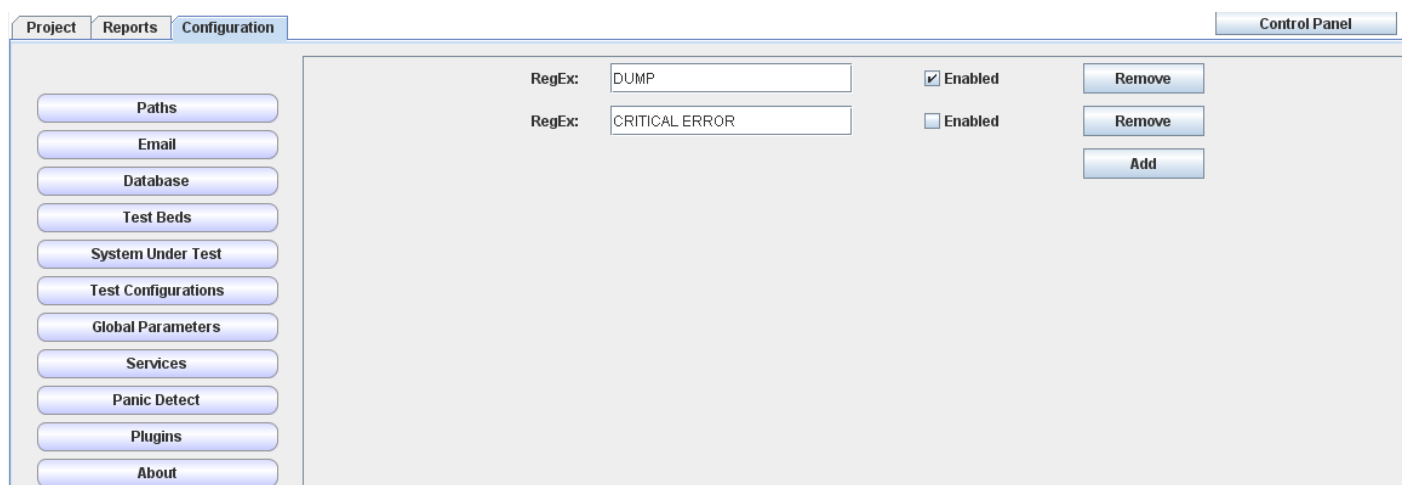 Project Reports Configuration Control Panel
RegEx: DUMP Enabled Remove
RegEx: CRITICAL ERROR Enabled Remove
Add
Paths
Email
Database
Test Beds
System Under Test
Test Configurations
Global Parameters
Services
Panic Detect
Plugins
About